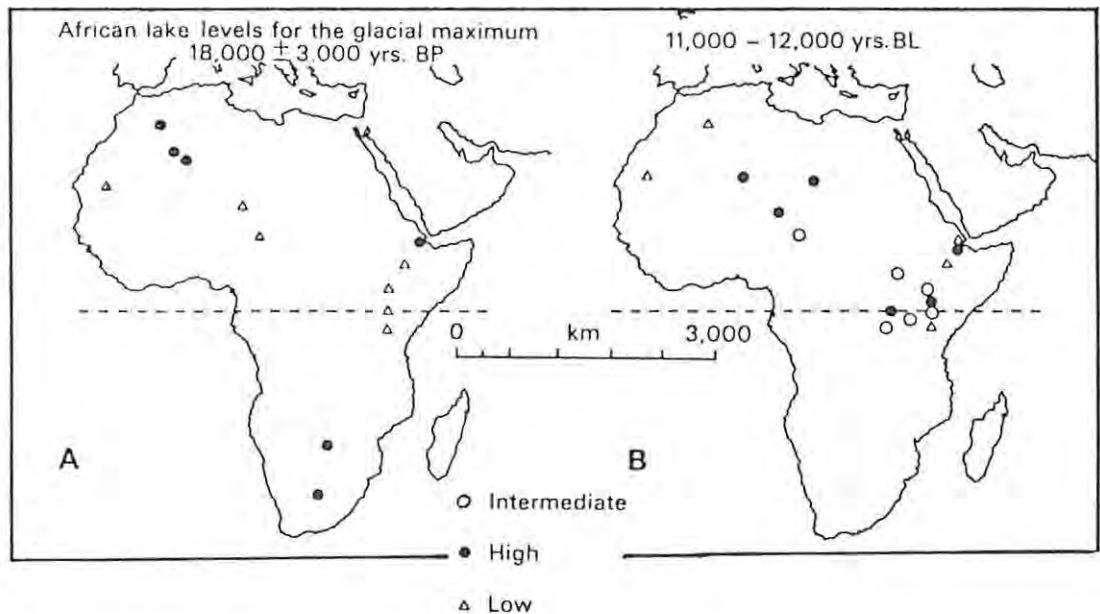 African lake levels for the glacial maximum
18,000 ± 3,000 yrs. BP
11,000 – 12,000 yrs. BL
0 km 3,000
A
B
Intermediate
High
Low